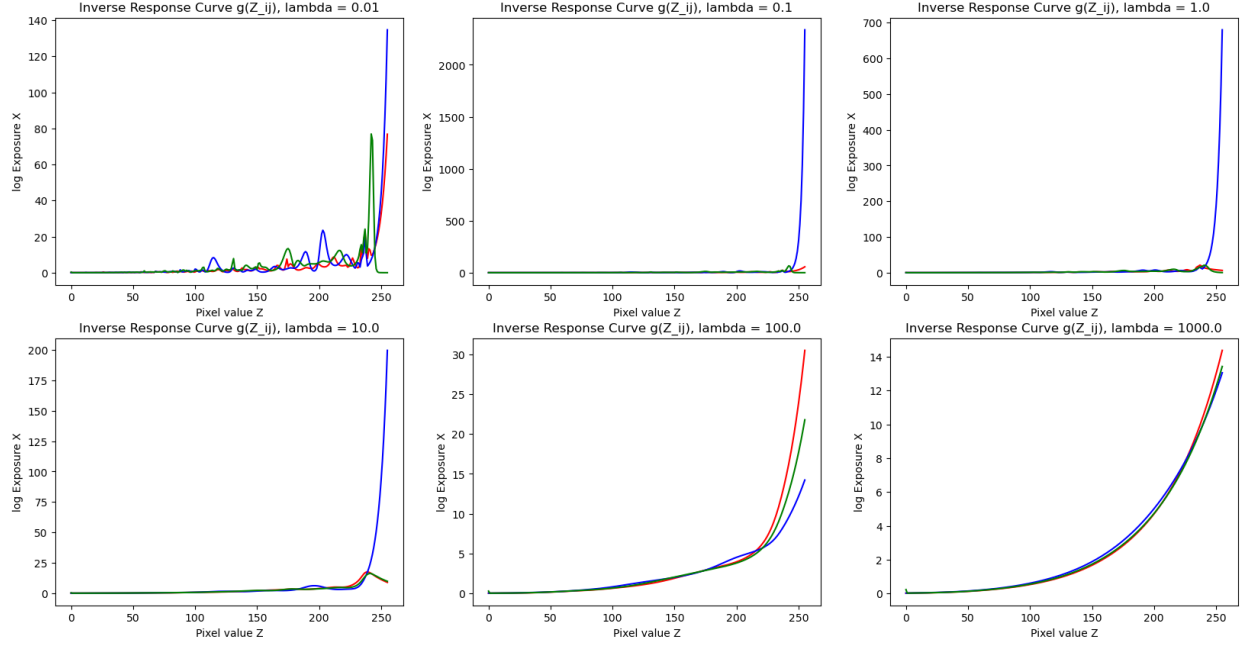 Inverse Response Curve g(Z_ij), lambda = 0.01
140
120
100
80
60
40
20
0
log Exposure X
0 50 100 150 200 250
Pixel value Z
Inverse Response Curve g(Z_ij), lambda = 0.1
2000
1500
1000
500
0
log Exposure X
0 50 100 150 200 250
Pixel value Z
Inverse Response Curve g(Z_ij), lambda = 1.0
700
600
500
400
300
200
100
0
log Exposure X
0 50 100 150 200 250
Pixel value Z
Inverse Response Curve g(Z_ij), lambda = 10.0
200
175
150
125
100
75
50
25
0
log Exposure X
0 50 100 150 200 250
Pixel value Z
Inverse Response Curve g(Z_ij), lambda = 100.0
30
25
20
15
10
5
0
log Exposure X
0 50 100 150 200 250
Pixel value Z
Inverse Response Curve g(Z_ij), lambda = 1000.0
14
12
10
8
6
4
2
0
log Exposure X
0 50 100 150 200 250
Pixel value Z